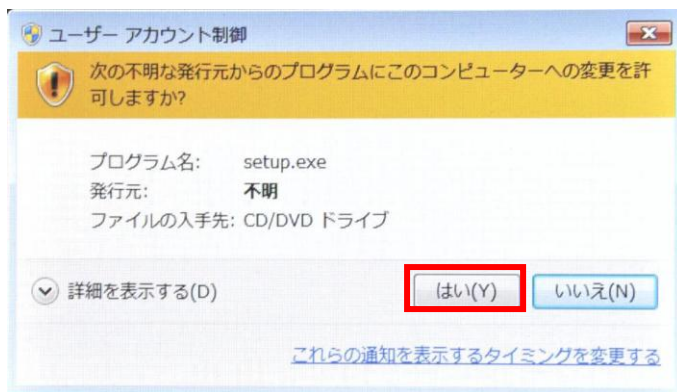 ユーザー アカウント制御
次の不明な発行元からのプログラムにこのコンピューターへの変更を許
可しますか?
プログラム名: setup.exe
発行元: 不明
ファイルの入手先: CD/DVD ドライブ
詳細を表示する(D)
はい(Y)
いいえ(N)
これらの通知を表示するタイミングを変更する